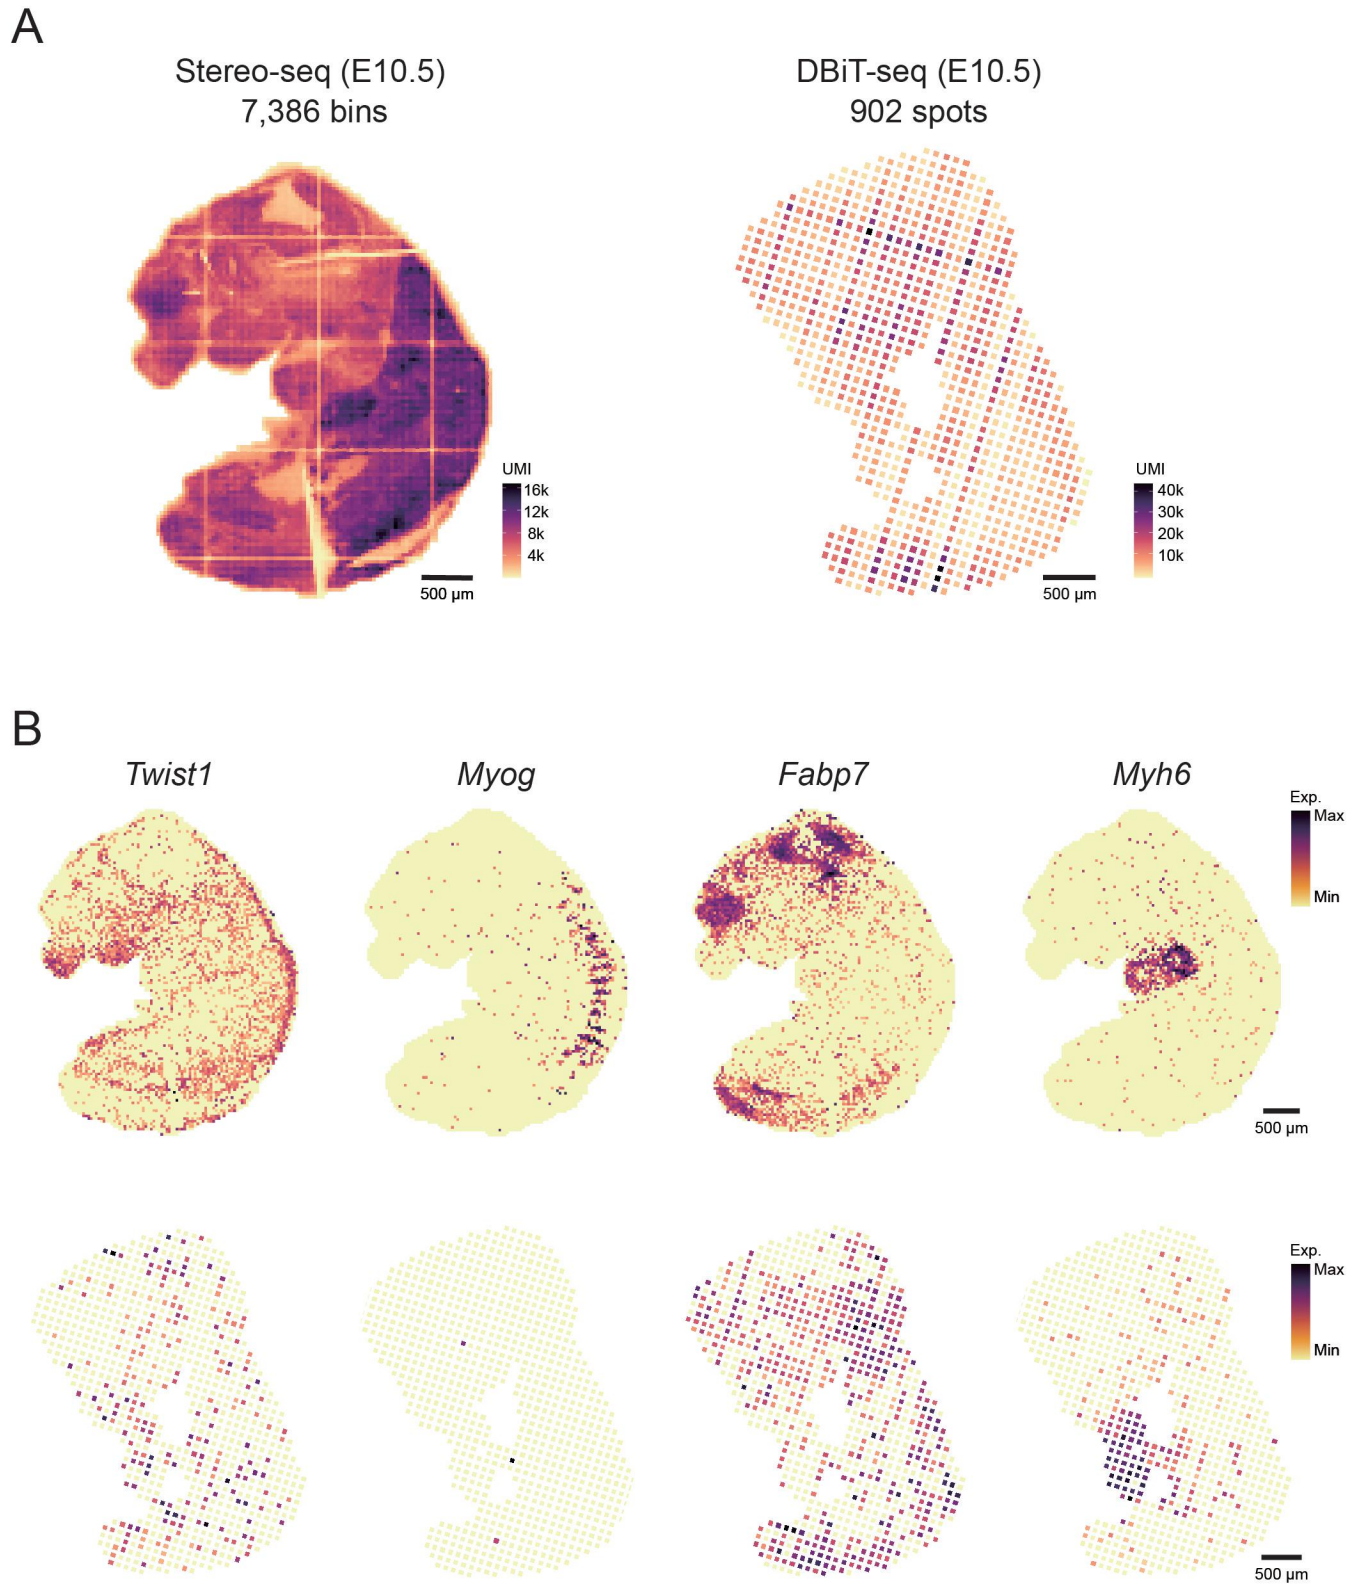 A
Stereo-seq (E10.5)
7,386 bins
UMI
16k
12k
8k
4k
500 µm
DBiT-seq (E10.5)
902 spots
UMI
40k
30k
20k
10k
500 µm
B
Twist1
Myog
Fabp7
Myh6
Exp.
Max
Min
500 µm
Exp.
Max
Min
500 µm